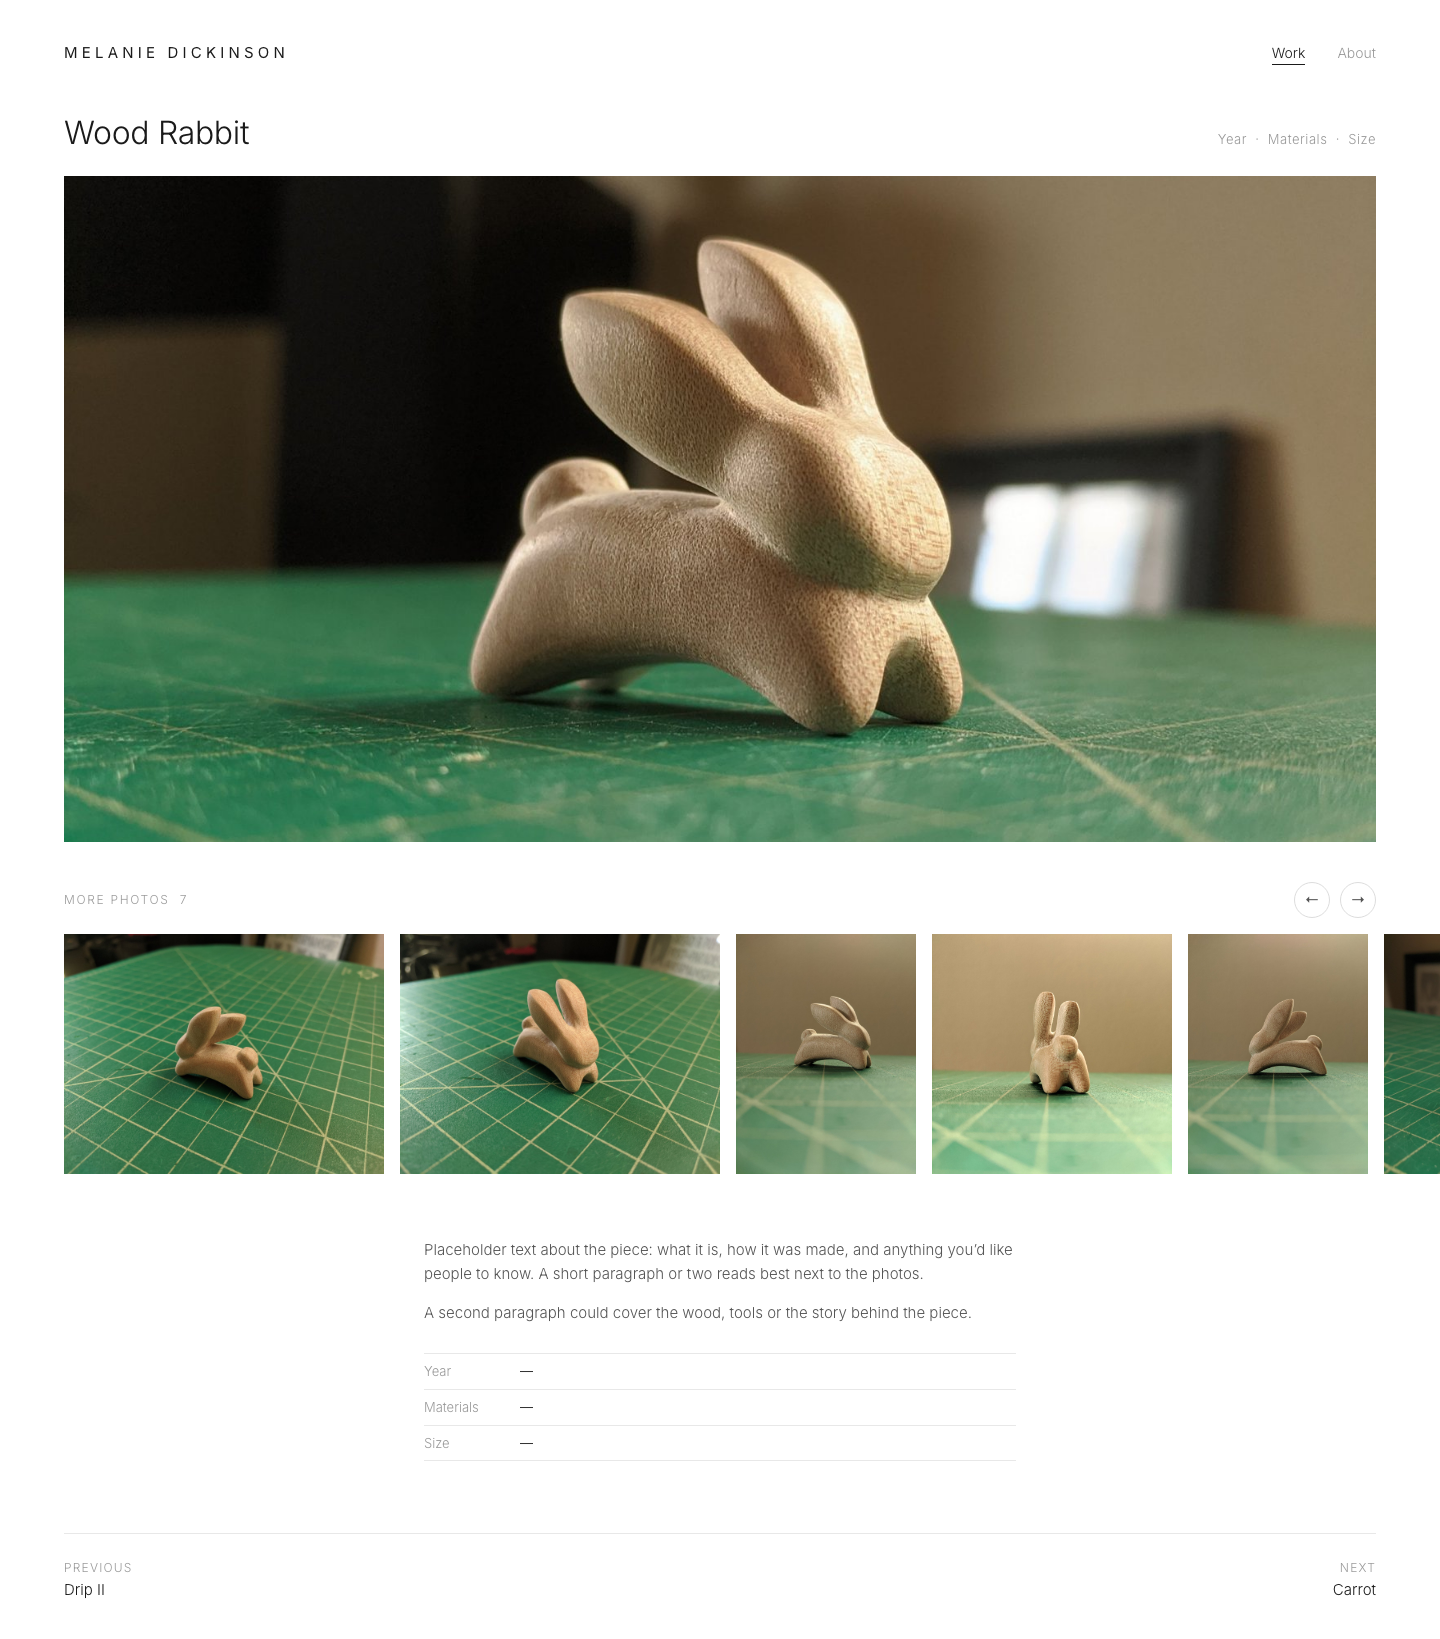 MELANIE DICKINSON
Work
About
Wood Rabbit
Year · Materials · Size
MORE PHOTOS 7
← →
Placeholder text about the piece: what it is, how it was made, and anything you’d like
people to know. A short paragraph or two reads best next to the photos.
A second paragraph could cover the wood, tools or the story behind the piece.
Year —
Materials —
Size —
PREVIOUS
Drip II
NEXT
Carrot